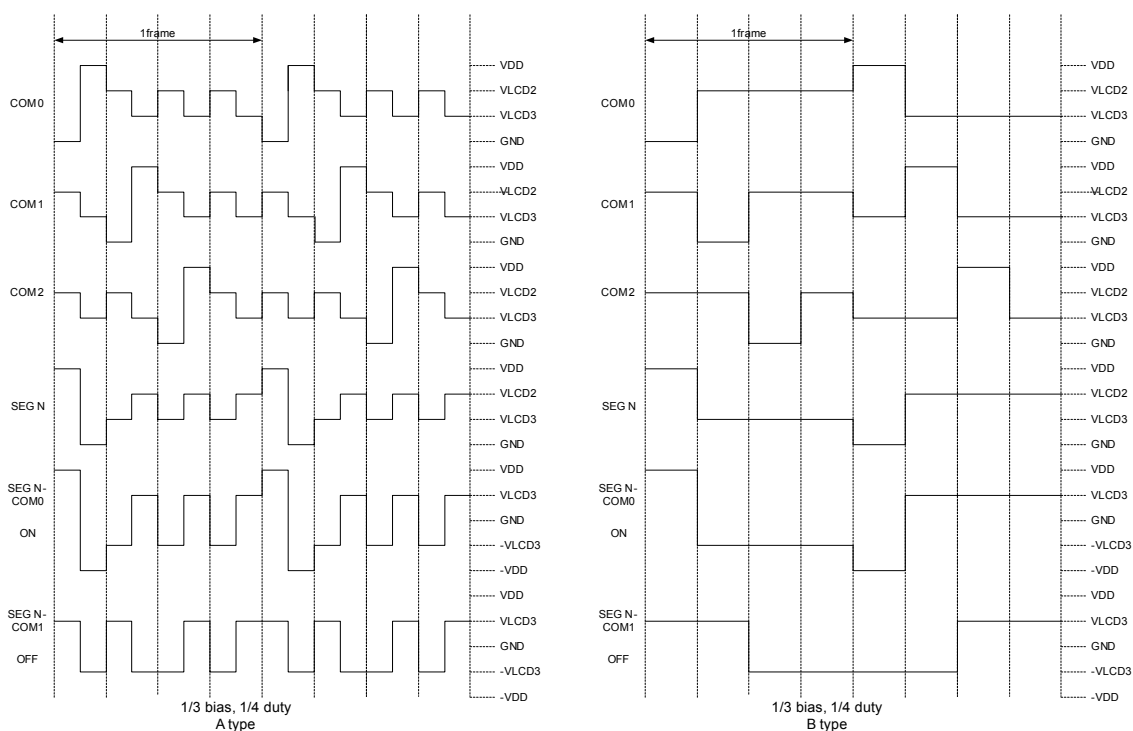 1frame
COM0
VDD
VLCD2
VLCD3
GND
COM1
VDD
VLCD2
VLCD3
GND
COM2
VDD
VLCD2
VLCD3
GND
SEG N
VDD
VLCD2
VLCD3
GND
SEG N-
COM0
ON
VDD
VLCD3
GND
-VLCD3
-VDD
SEG N-
COM1
OFF
VDD
VLCD3
GND
-VLCD3
-VDD
1/3 bias, 1/4 duty
A type
1frame
COM0
VDD
VLCD2
VLCD3
GND
COM1
VDD
VLCD2
VLCD3
GND
COM2
VDD
VLCD2
VLCD3
GND
SEG N
VDD
VLCD2
VLCD3
GND
SEG N-
COM0
ON
VDD
VLCD3
GND
-VLCD3
-VDD
SEG N-
COM1
OFF
VDD
VLCD3
GND
-VLCD3
-VDD
1/3 bias, 1/4 duty
B type